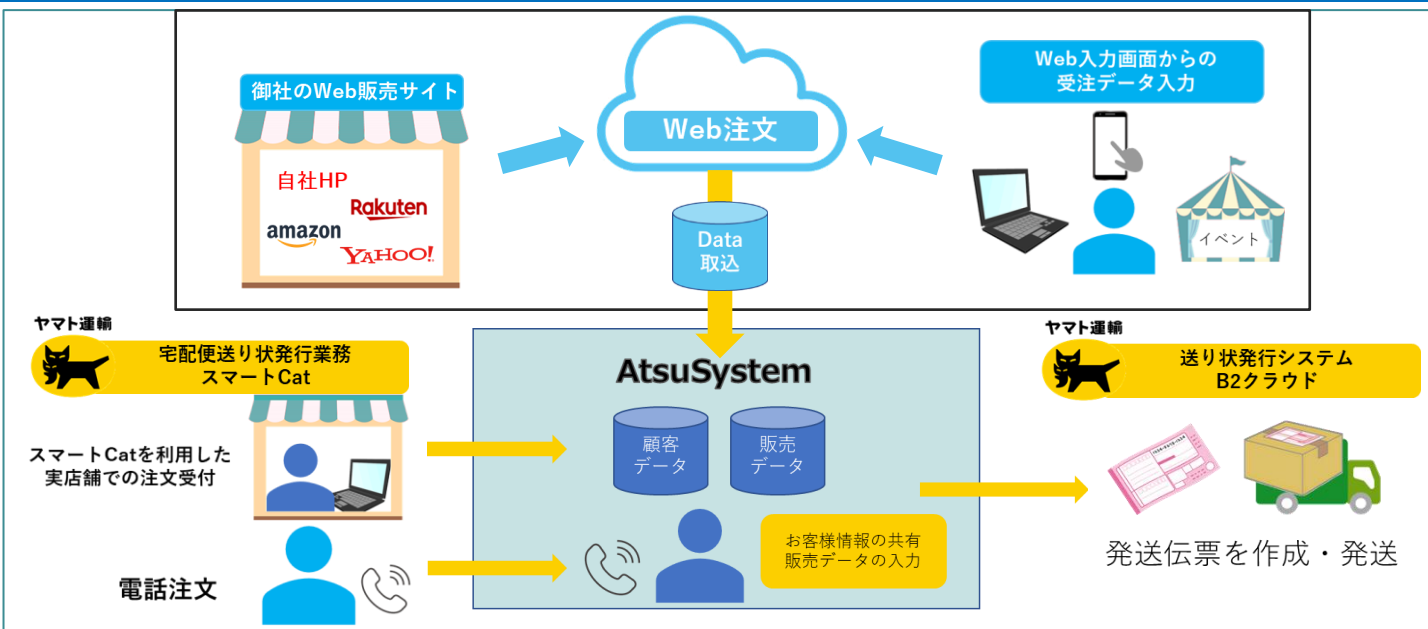 御社のWeb販売サイト
自社HP
Rakuten
amazon
YAHOO!
Web注文
Data
取込
Web入力画面からの
受注データ入力
イベント
ヤマト運輸
宅配便送り状発行業務
スマートCat
スマートCatを利用した
実店舗での注文受付
電話注文
AtsuSystem
顧客
データ
販売
データ
お客様情報の共有
販売データの入力
ヤマト運輸
送り状発行システム
B2クラウド
発送伝票を作成・発送